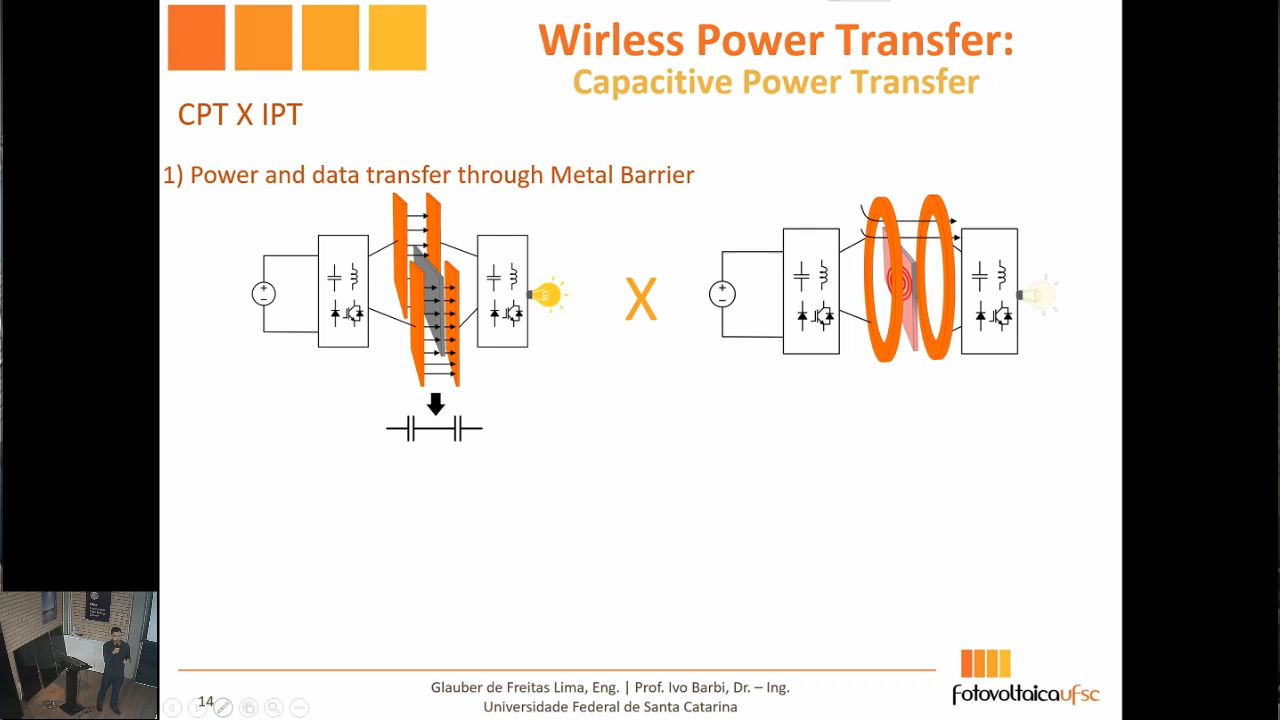 Wirless Power Transfer:
Capacitive Power Transfer
CPT X IPT
1) Power and data transfer through Metal Barrier
X
Glauber de Freitas Lima, Eng. | Prof. Ivo Barbi, Dr. – Ing.
Universidade Federal de Santa Catarina
14
fotovoltaicaufsc